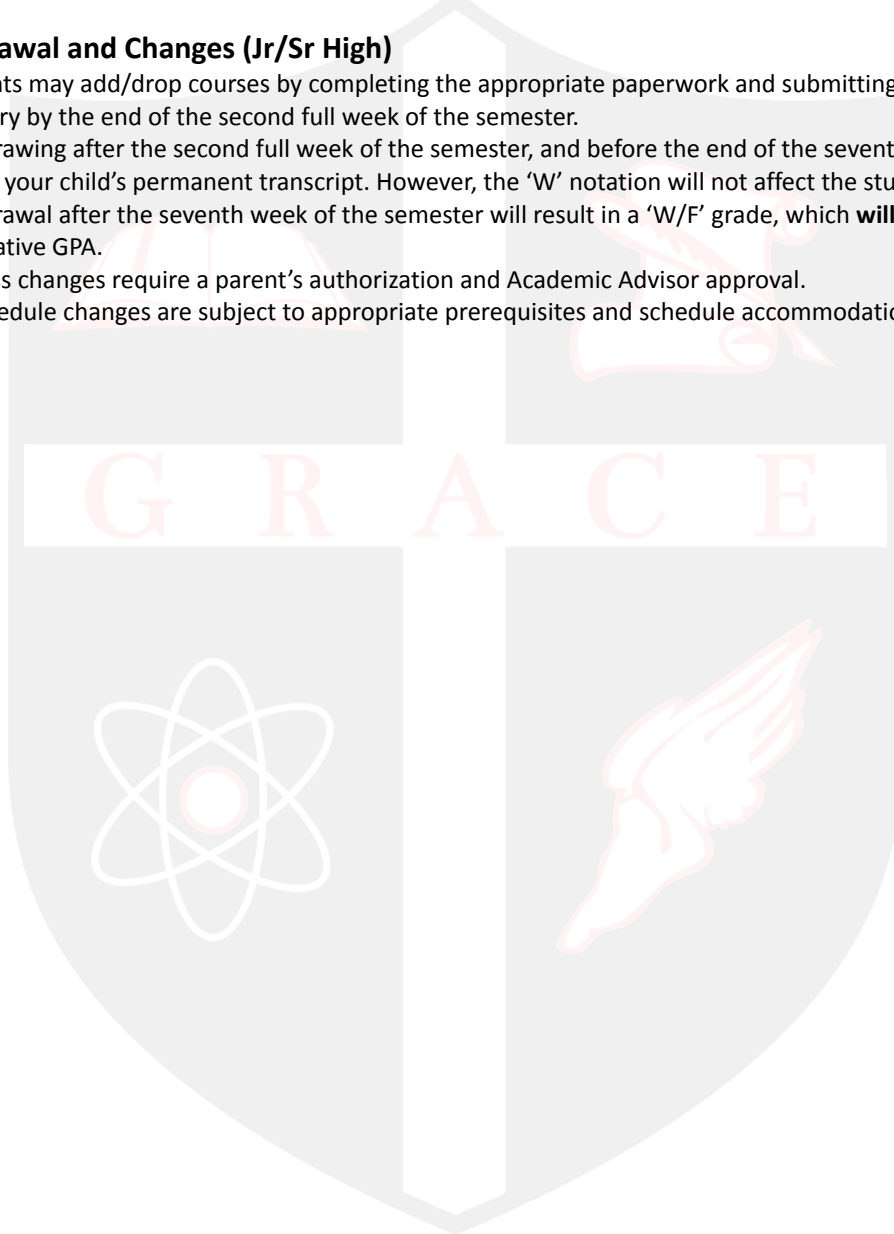 awal and Changes (Jr/Sr High)
nts may add/drop courses by completing the appropriate paperwork and submitting
ry by the end of the second full week of the semester.
rawing after the second full week of the semester, and before the end of the sevent
your child’s permanent transcript. However, the ‘W’ notation will not affect the stu
rawal after the seventh week of the semester will result in a ‘W/F’ grade, which will
ative GPA.
ss changes require a parent’s authorization and Academic Advisor approval.
edule changes are subject to appropriate prerequisites and schedule accommodatio
G R A C E